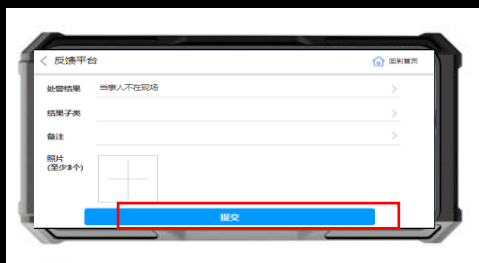 反馈平台
回到首页
处警结果 当事人不在现场
结果子类
备注
照片
(至少3个)
提交